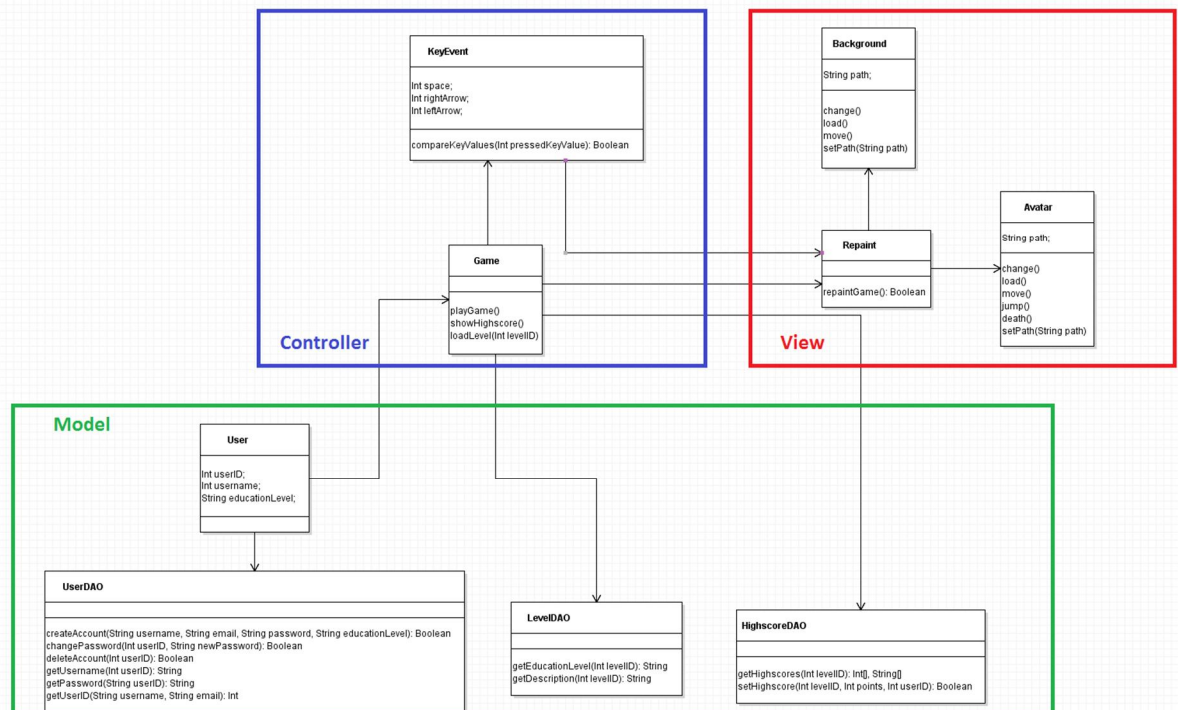 KeyEvent
Int space;
Int rightArrow;
Int leftArrow;
compareKeyValues(Int pressedKeyValue): Boolean
Game
playGame()
showHighscore()
loadLevel(Int levelID)
Controller
Background
String path;
change()
load()
move()
setPath(String path)
Avatar
String path;
change()
load()
move()
jump()
death()
setPath(String path)
Repaint
repaintGame(): Boolean
View
Model
User
Int userID;
Int username;
String educationLevel;
UserDAO
createAccount(String username, String email, String password, String educationLevel): Boolean
changePassword(Int userID, String newPassword): Boolean
deleteAccount(Int userID): Boolean
getUsername(Int userID): String
getPassword(String userID): String
getUserID(String username, String email): Int
LevelDAO
getEducationLevel(Int levelID): String
getDescription(Int levelID): String
HighscoreDAO
getHighscores(Int levelID): Int[], String[]
setHighscore(Int levelID, Int points, Int userID): Boolean